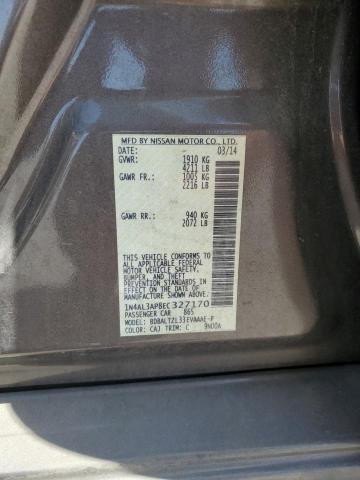 MFD BY NISSAN MOTOR CO., LTD.
DATE: 03/14
GVWR: 1910 KG
4211 LB
GAWR FR.: 1005 KG
2216 LB
GAWR RR.: 940 KG
2072 LB
THIS VEHICLE CONFORMS TO ALL
APPLICABLE FEDERAL MOTOR
VEHICLE SAFETY, BUMPER,
AND THEFT PREVENTION
STANDARDS IN EFFECT ON THE DATE OF
MANUFACTURE SHOWN ABOVE.
1N4AL3AP8EC327170
PASSENGER CAR 865
MODEL: BDBALTZL33EVAAAE-F
COLOR: CAJ TRIM: C 9N00A